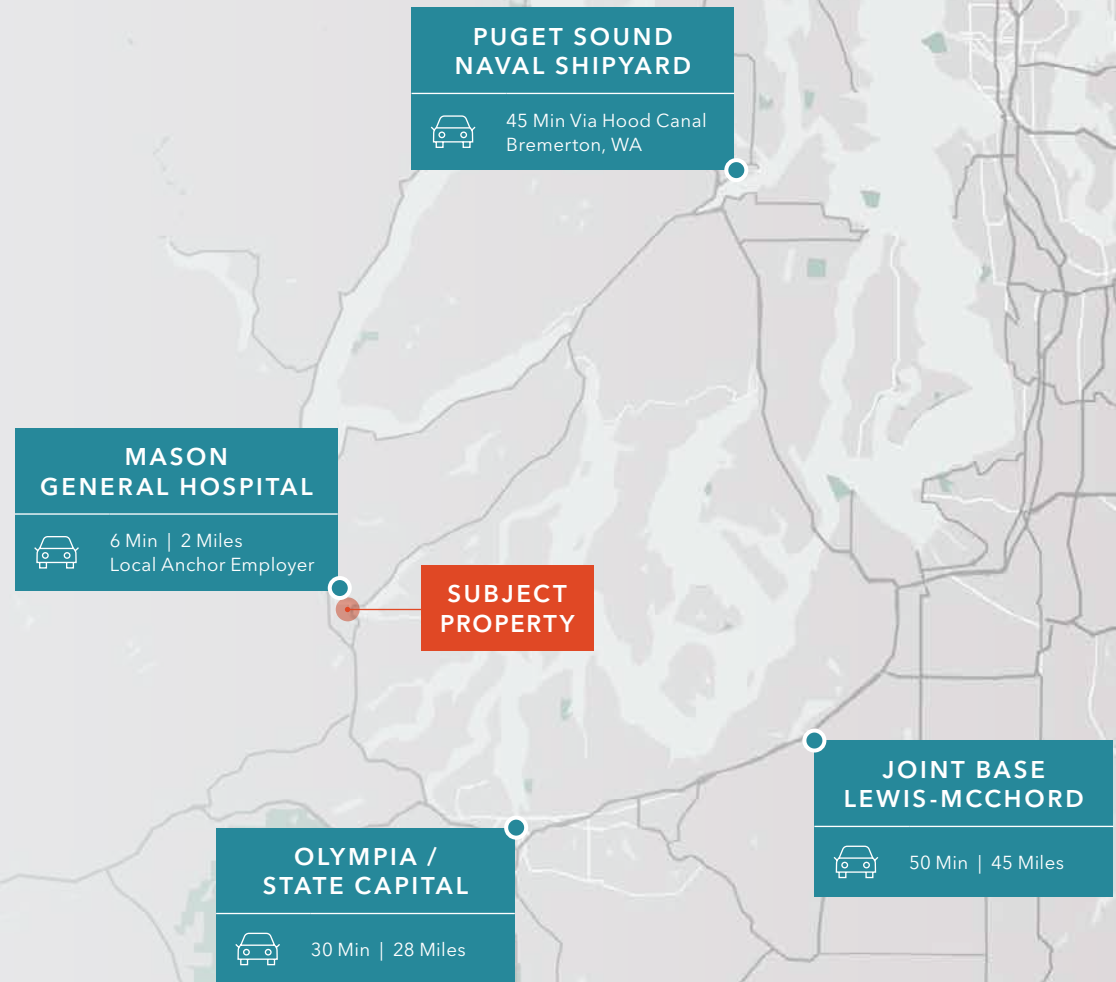 PUGET SOUND
NAVAL SHIPYARD
45 Min Via Hood Canal
Bremerton, WA
MASON
GENERAL HOSPITAL
6 Min | 2 Miles
Local Anchor Employer
SUBJECT
PROPERTY
JOINT BASE
LEWIS-MCCHORD
50 Min | 45 Miles
OLYMPIA /
STATE CAPITAL
30 Min | 28 Miles